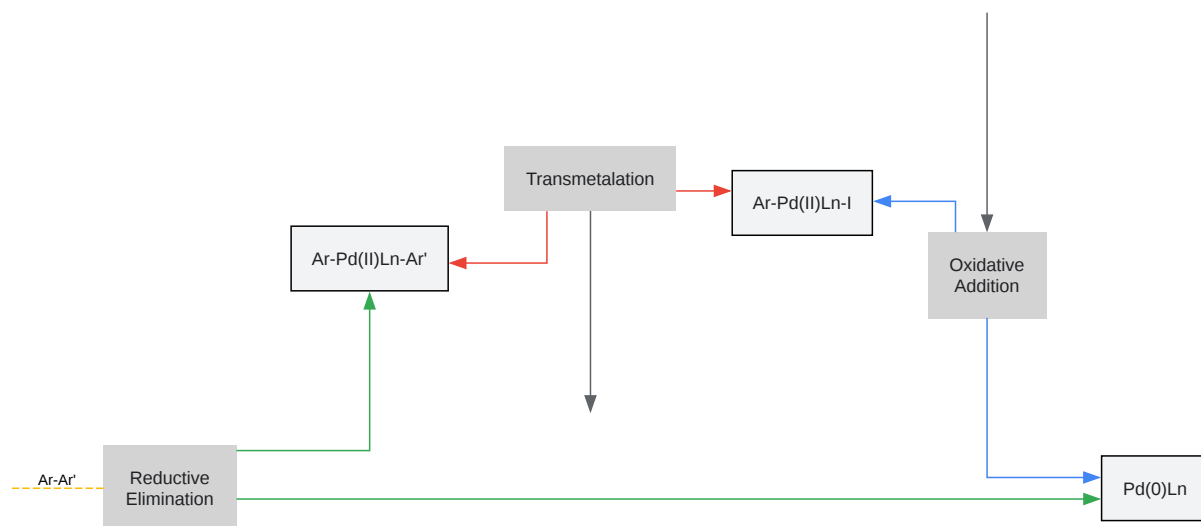 Transmetalation
Ar-Pd(II)Ln-I
Ar-Pd(II)Ln-Ar'
Oxidative
Addition
Ar-Ar'
Reductive
Elimination
Pd(0)Ln